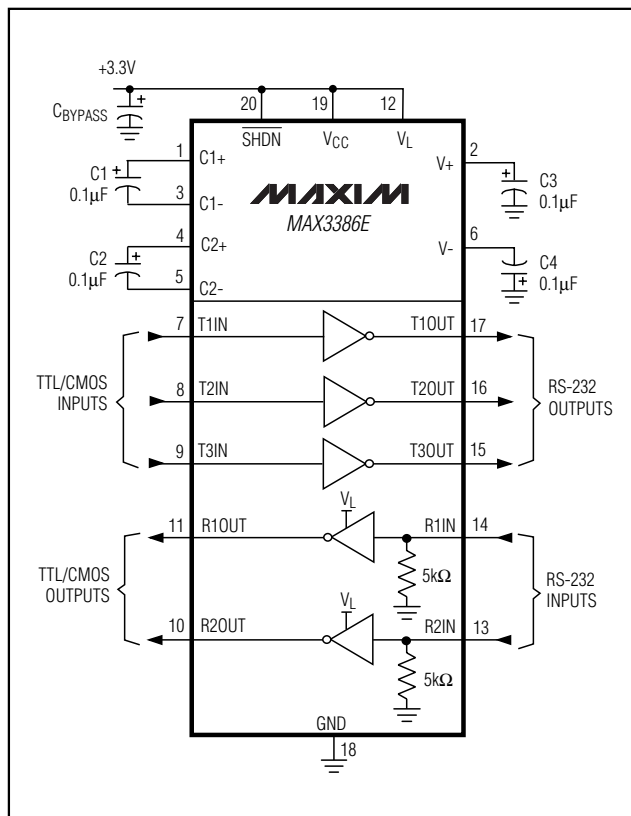 +3.3V
CBYPASS
+
20
19
12
SHDN
VCC
VL
1
C1+
C1
0.1µF
+
3
C1-
4
C2+
C2
0.1µF
+
5
C2-
MAXIM
MAX3386E
V+
2
+
C3
0.1µF
V-
6
C4
+
0.1µF
7
T1IN
T1OUT
17
TTL/CMOS
INPUTS
8
T2IN
T2OUT
16
RS-232
OUTPUTS
9
T3IN
T3OUT
15
11
R1OUT
VL
R1IN
14
5kΩ
TTL/CMOS
OUTPUTS
RS-232
INPUTS
10
R2OUT
VL
R2IN
13
5kΩ
GND
18